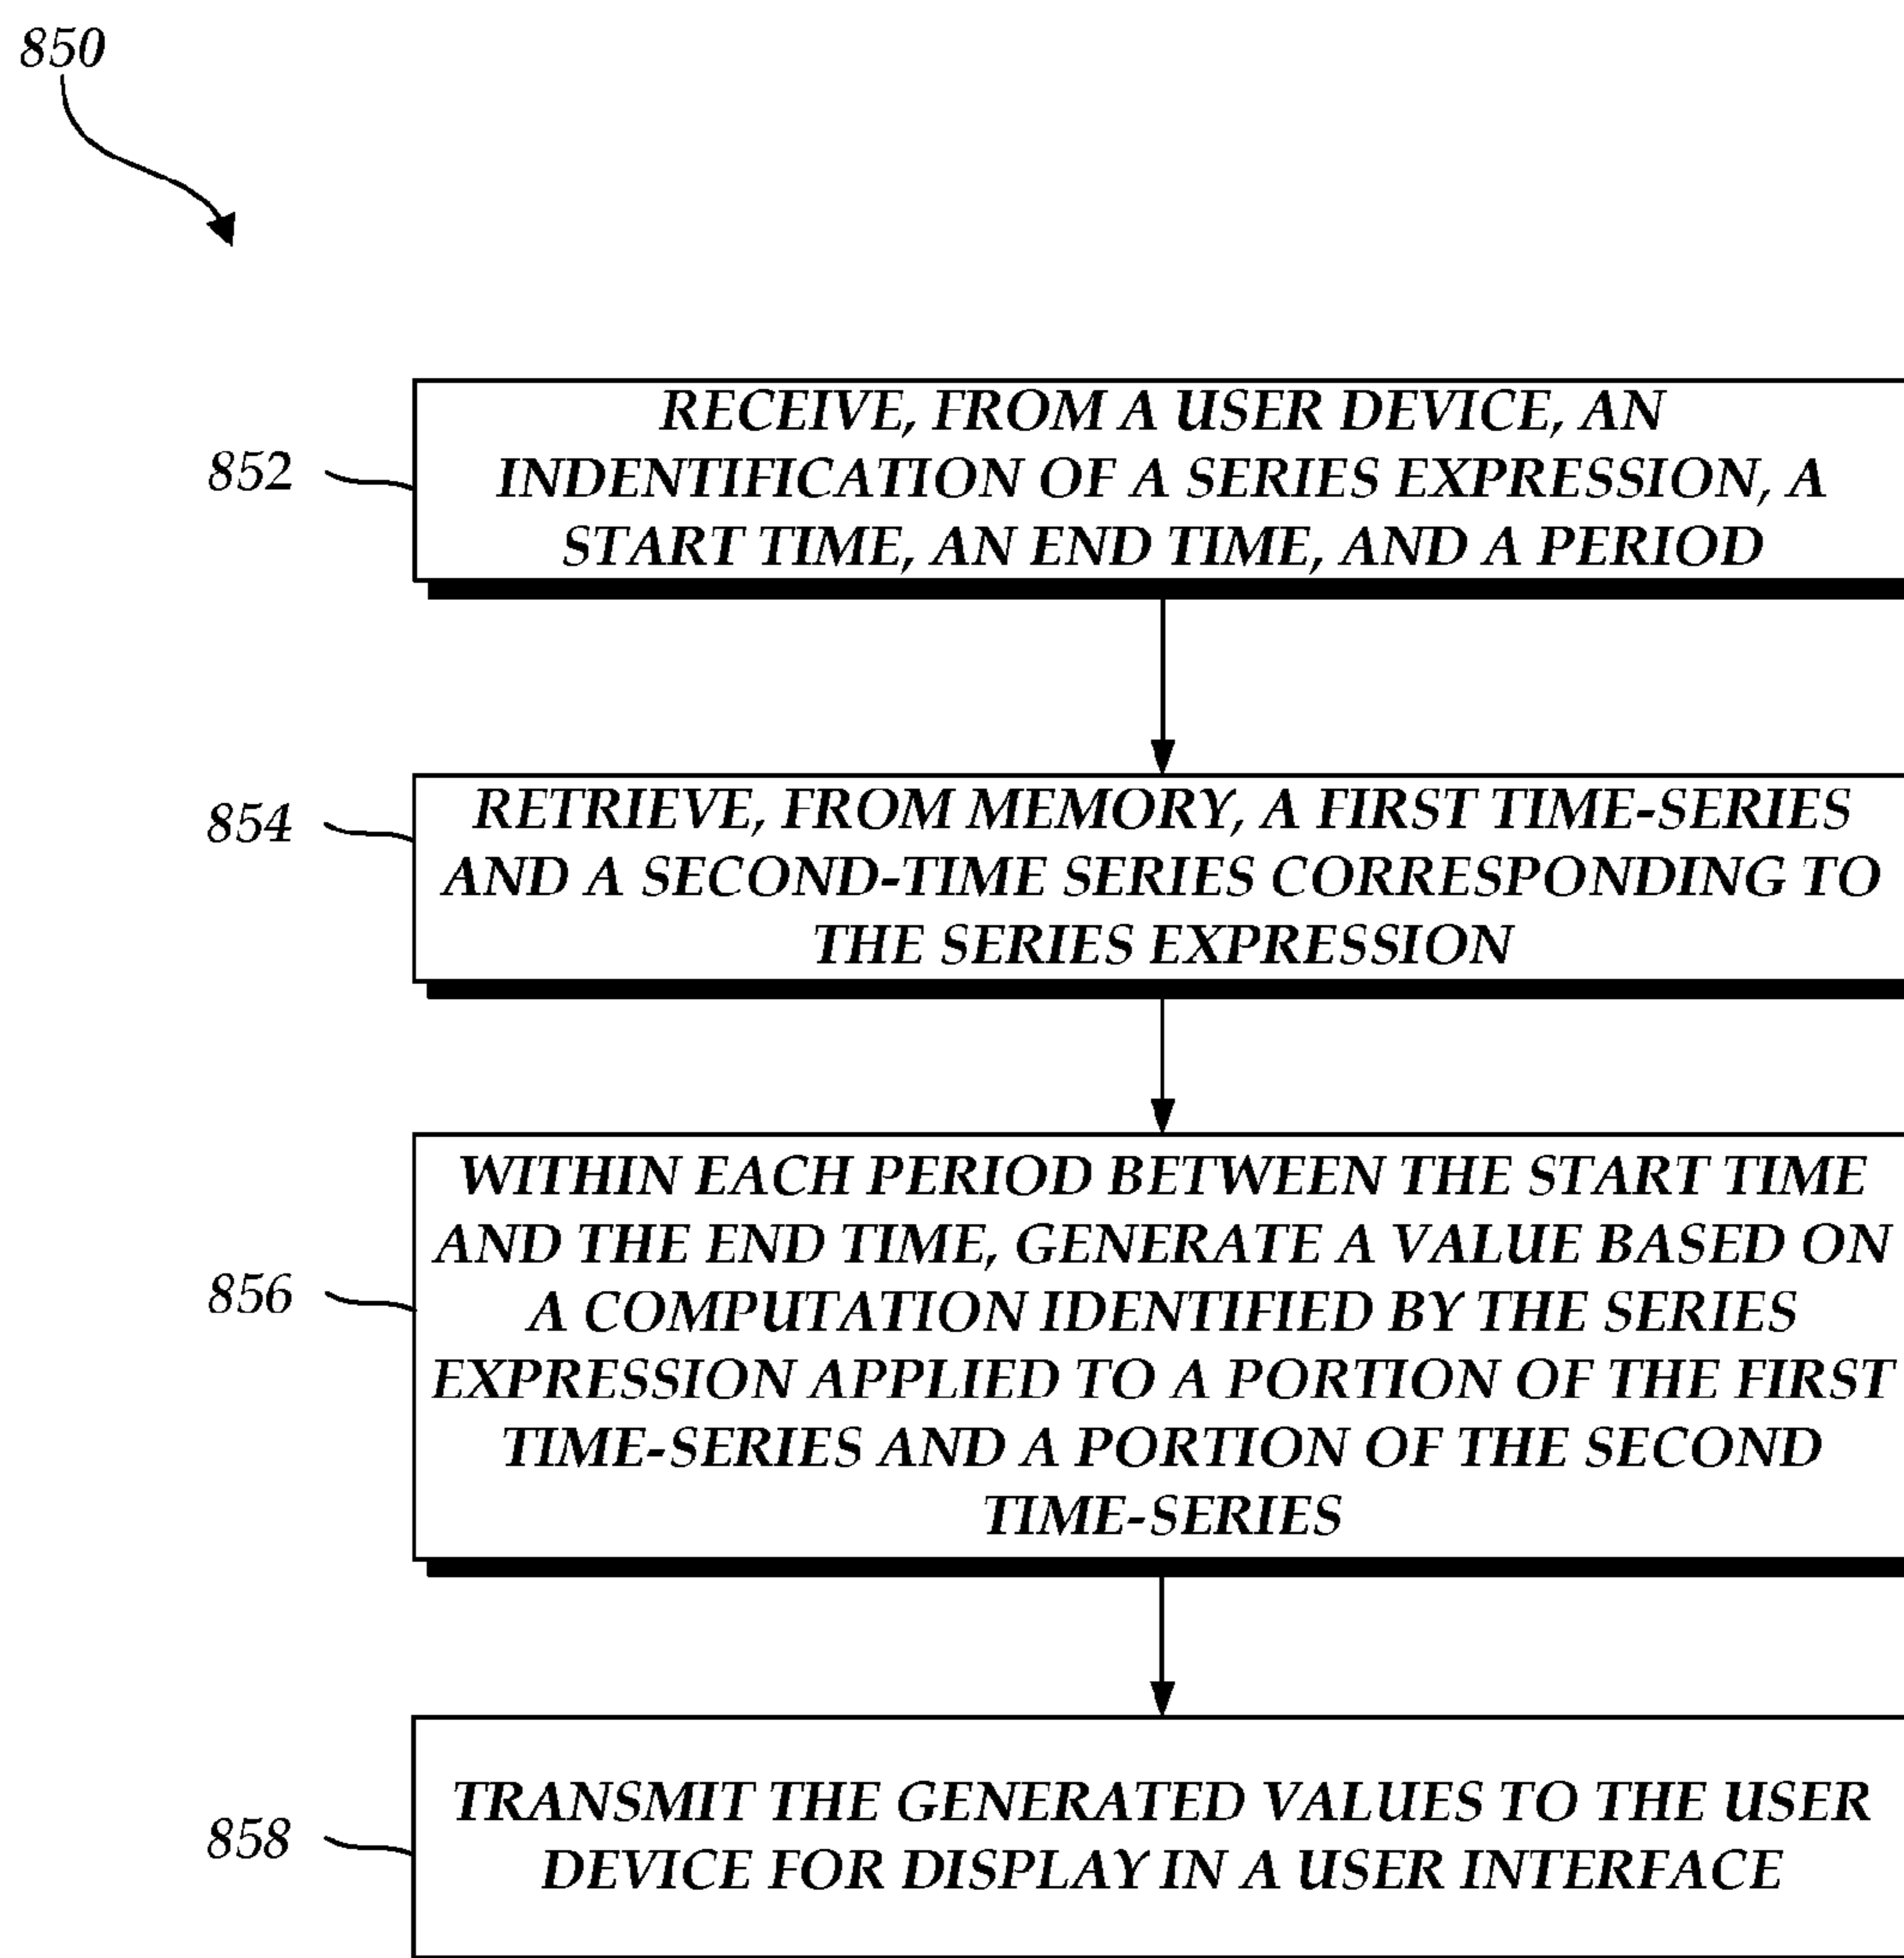 850
852
RECEIVE, FROM A USER DEVICE, AN
INDENTIFICATION OF A SERIES EXPRESSION, A
START TIME, AN END TIME, AND A PERIOD
854
RETRIEVE, FROM MEMORY, A FIRST TIME-SERIES
AND A SECOND-TIME SERIES CORRESPONDING TO
THE SERIES EXPRESSION
856
WITHIN EACH PERIOD BETWEEN THE START TIME
AND THE END TIME, GENERATE A VALUE BASED ON
A COMPUTATION IDENTIFIED BY THE SERIES
EXPRESSION APPLIED TO A PORTION OF THE FIRST
TIME-SERIES AND A PORTION OF THE SECOND
TIME-SERIES
858
TRANSMIT THE GENERATED VALUES TO THE USER
DEVICE FOR DISPLAY IN A USER INTERFACE